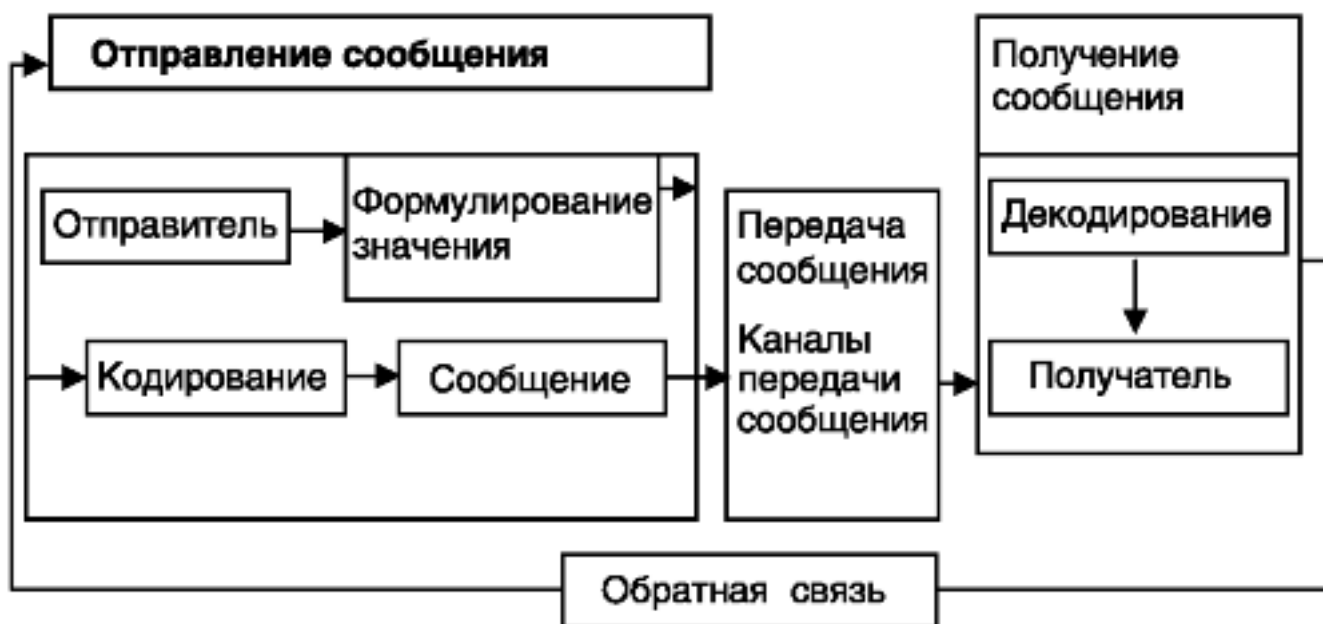 Отправление сообщения
Получение
сообщения
Отправитель
Формулирование
значения
Кодирование
Сообщение
Передача
сообщения
Каналы
передачи
сообщения
Декодирование
Получатель
Обратная связь